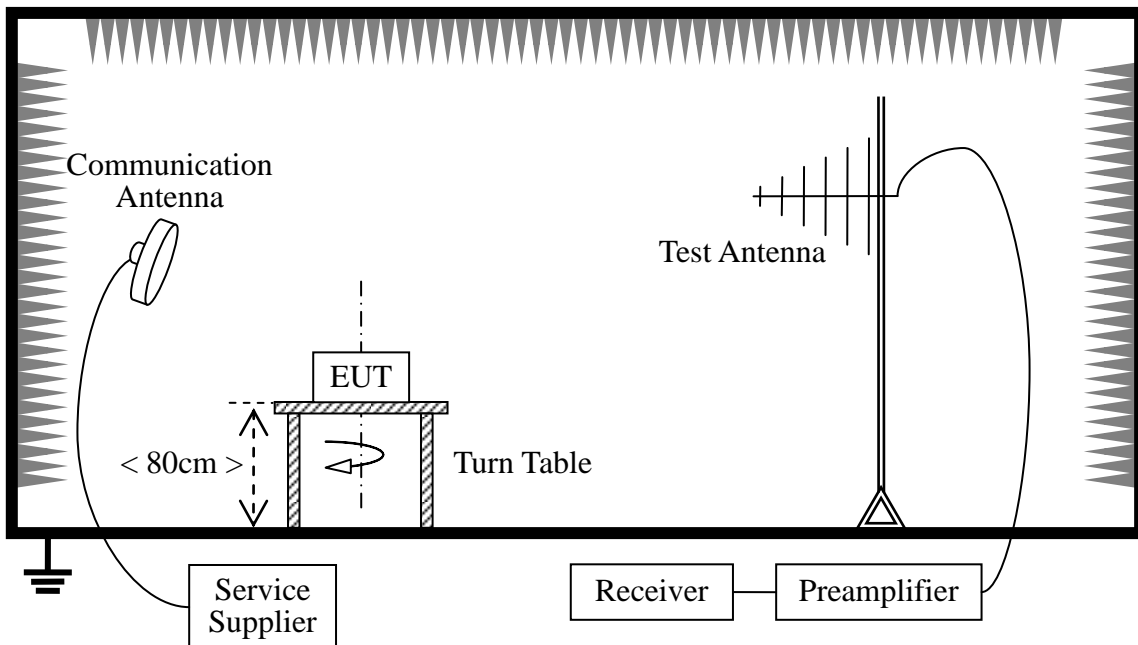 Communication
Antenna
Test Antenna
EUT
< 80cm >
Turn Table
Service
Supplier
Receiver
Preamplifier